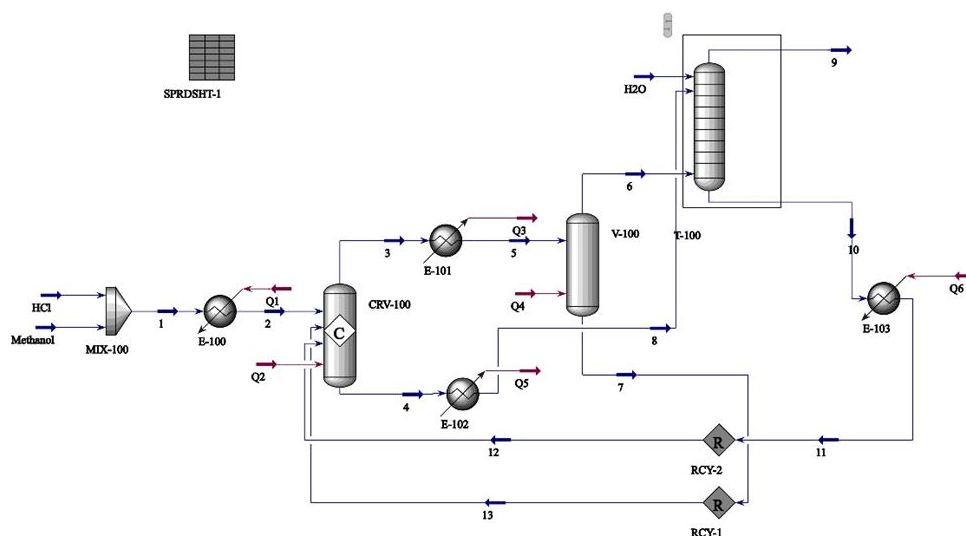 SPRDSHT-1
9
H2O
6
T-100
V-100
10
Q6
E-103
3
Q3
5
E-101
Q4
CRV-100
HCl
Q1
1
2
E-100
Methanol
MIX-100
C
8
Q2
Q5
7
4
E-102
R
12
11
RCY-2
R
13
RCY-1